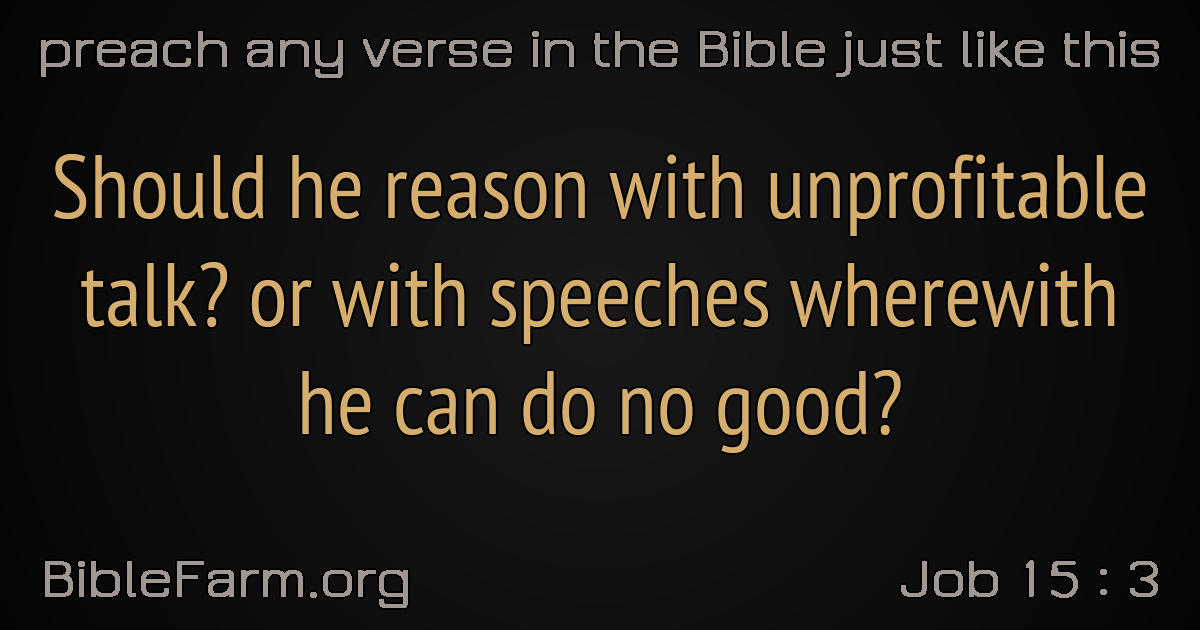 preach any verse in the Bible just like this
Should he reason with unprofitable
talk? or with speeches wherewith
he can do no good?
BibleFarm.org
Job 15 : 3